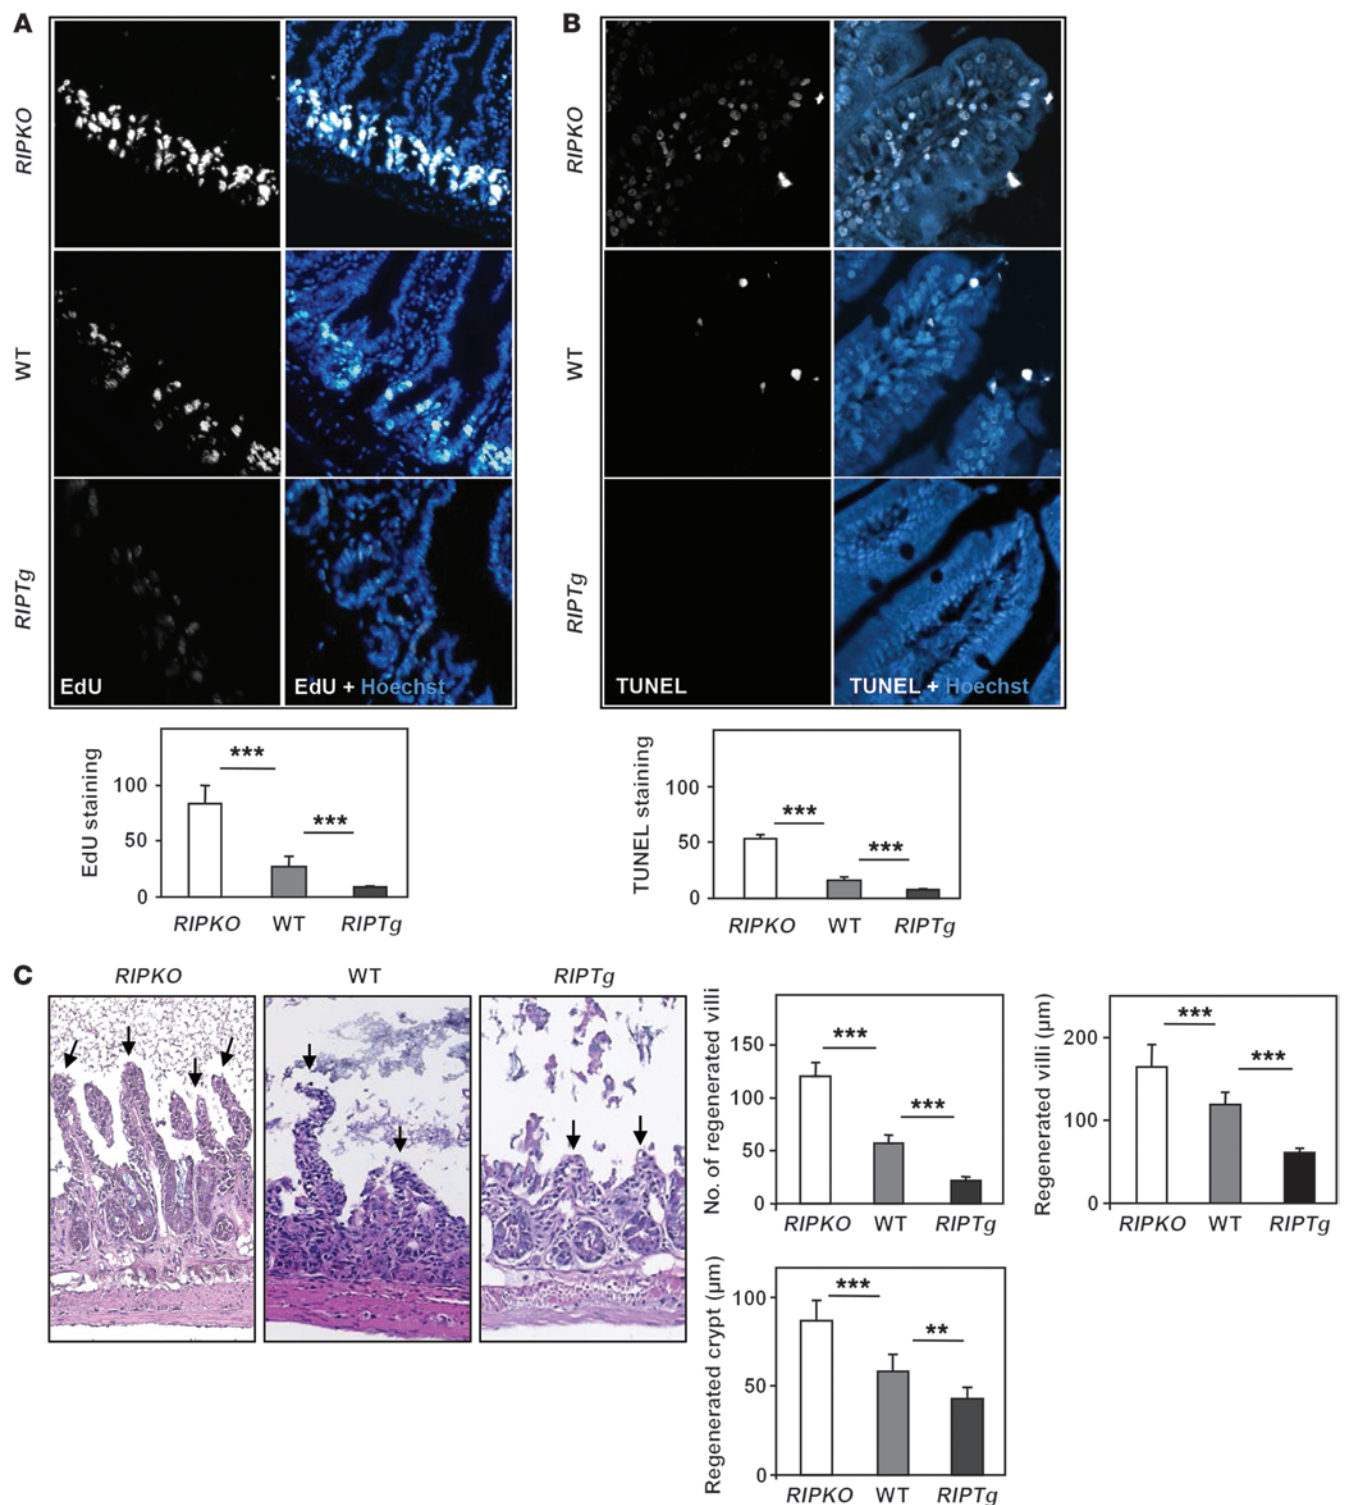 A
B
RIPKO
WT
RIPTg
EdU
EdU + Hoechst
RIPKO
WT
RIPTg
TUNEL
TUNEL + Hoechst
EdU staining
100
50
0
***
***
RIPKO WT RIPTg
TUNEL staining
100
50
0
***
***
RIPKO WT RIPTg
C
RIPKO
WT
RIPTg
No. of regenerated villi
150
100
50
0
***
***
RIPKO WT RIPTg
Regenerated villi (µm)
200
100
0
***
***
RIPKO WT RIPTg
Regenerated crypt (µm)
100
50
0
***
**
RIPKO WT RIPTg